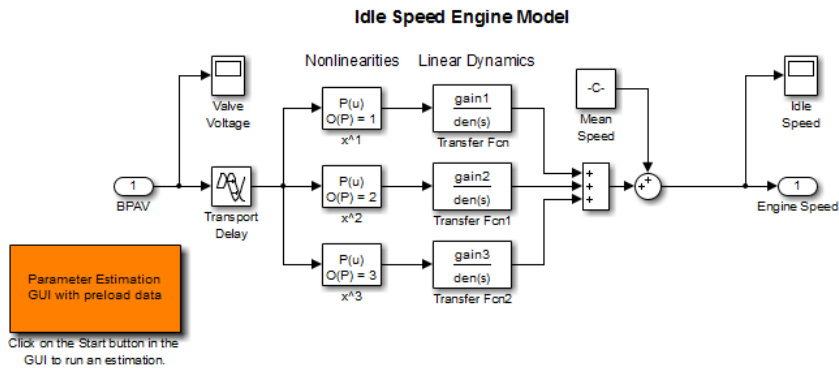 Idle Speed Engine Model
Nonlinearities
Linear Dynamics
Valve
Voltage
P(u)
O(P) = 1
x^1
gain1
den(s)
Transfer Fcn
-C-
Mean
Speed
Idle
Speed
1
BPAV
Transport
Delay
P(u)
O(P) = 2
x^2
gain2
den(s)
Transfer Fcn1
+
+
+
++
1
Engine Speed
P(u)
O(P) = 3
x^3
gain3
den(s)
Transfer Fcn2
Parameter Estimation
GUI with preload data
Click on the Start button in the
GUI to run an estimation.